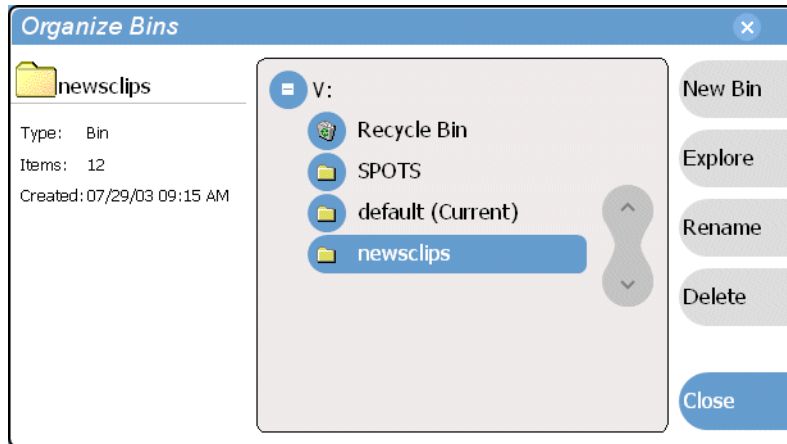 Organize Bins
newsclips
Type: Bin
Items: 12
Created: 07/29/03 09:15 AM
V:
Recycle Bin
SPOTS
default (Current)
newsclips
New Bin
Explore
Rename
Delete
Close